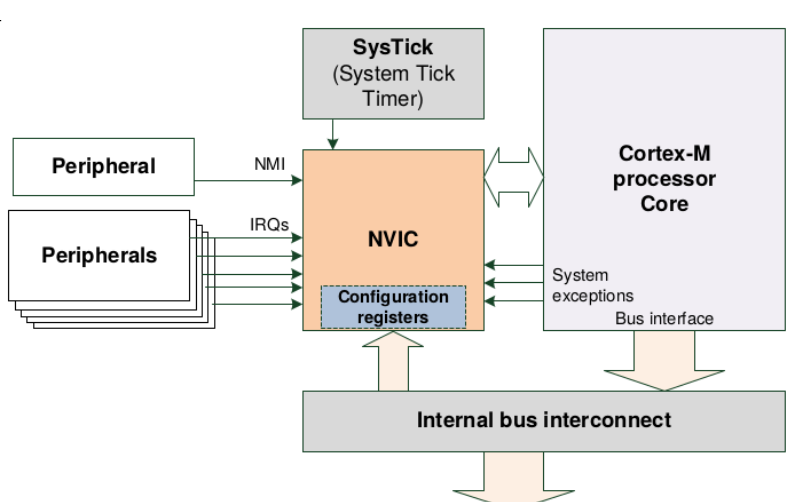 SysTick
(System Tick
Timer)
Peripheral
NMI
Cortex-M
processor
Core
IRQs
Peripherals
NVIC
System
exceptions
Configuration
registers
Bus interface
Internal bus interconnect